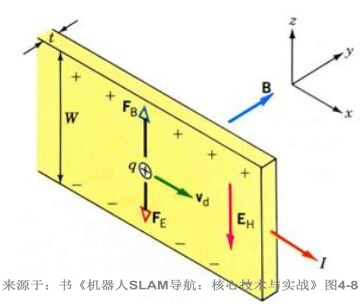 z
t
y
B
x
+ +
F_B
W
+ + +
q +
v_d
E_H
F_E
I
− − − −
来源于：书《机器人SLAM导航：核心技术与实战》图4-8